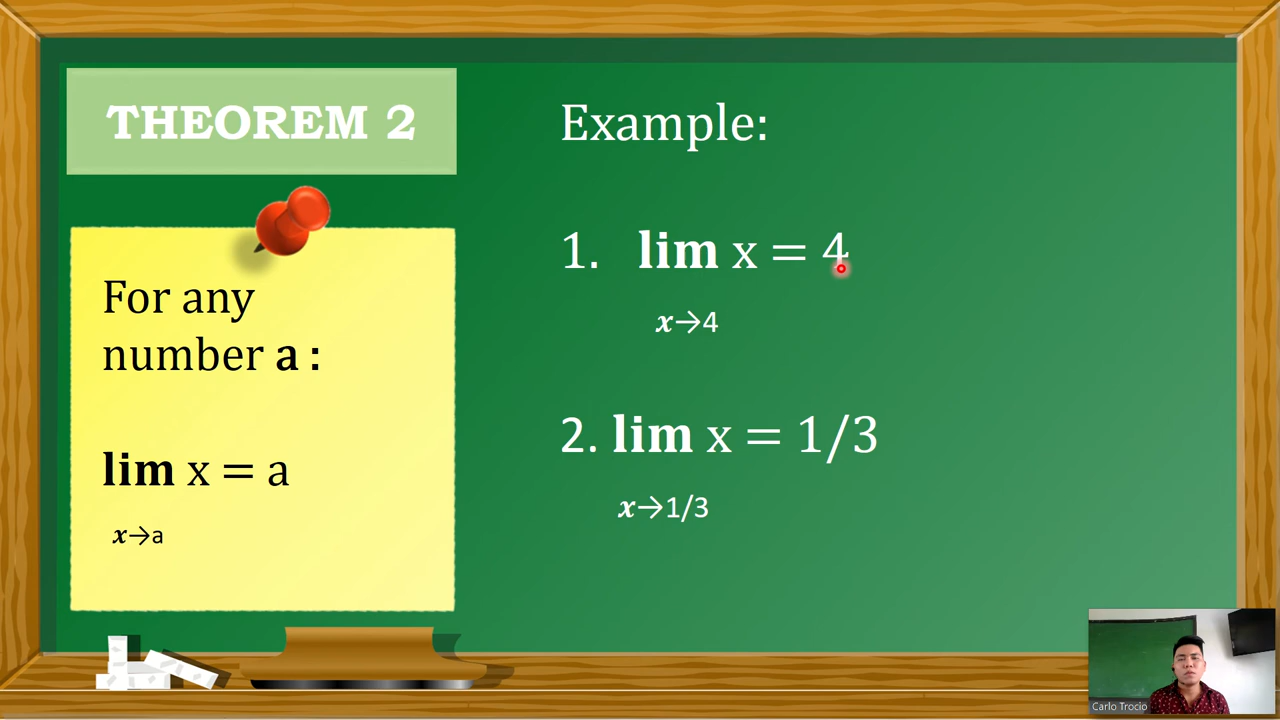 THEOREM 2
For any
number a :
lim x = a
x→a
Example:
1. lim x = 4
x→4
2. lim x = 1/3
x→1/3
Carlo Trocio